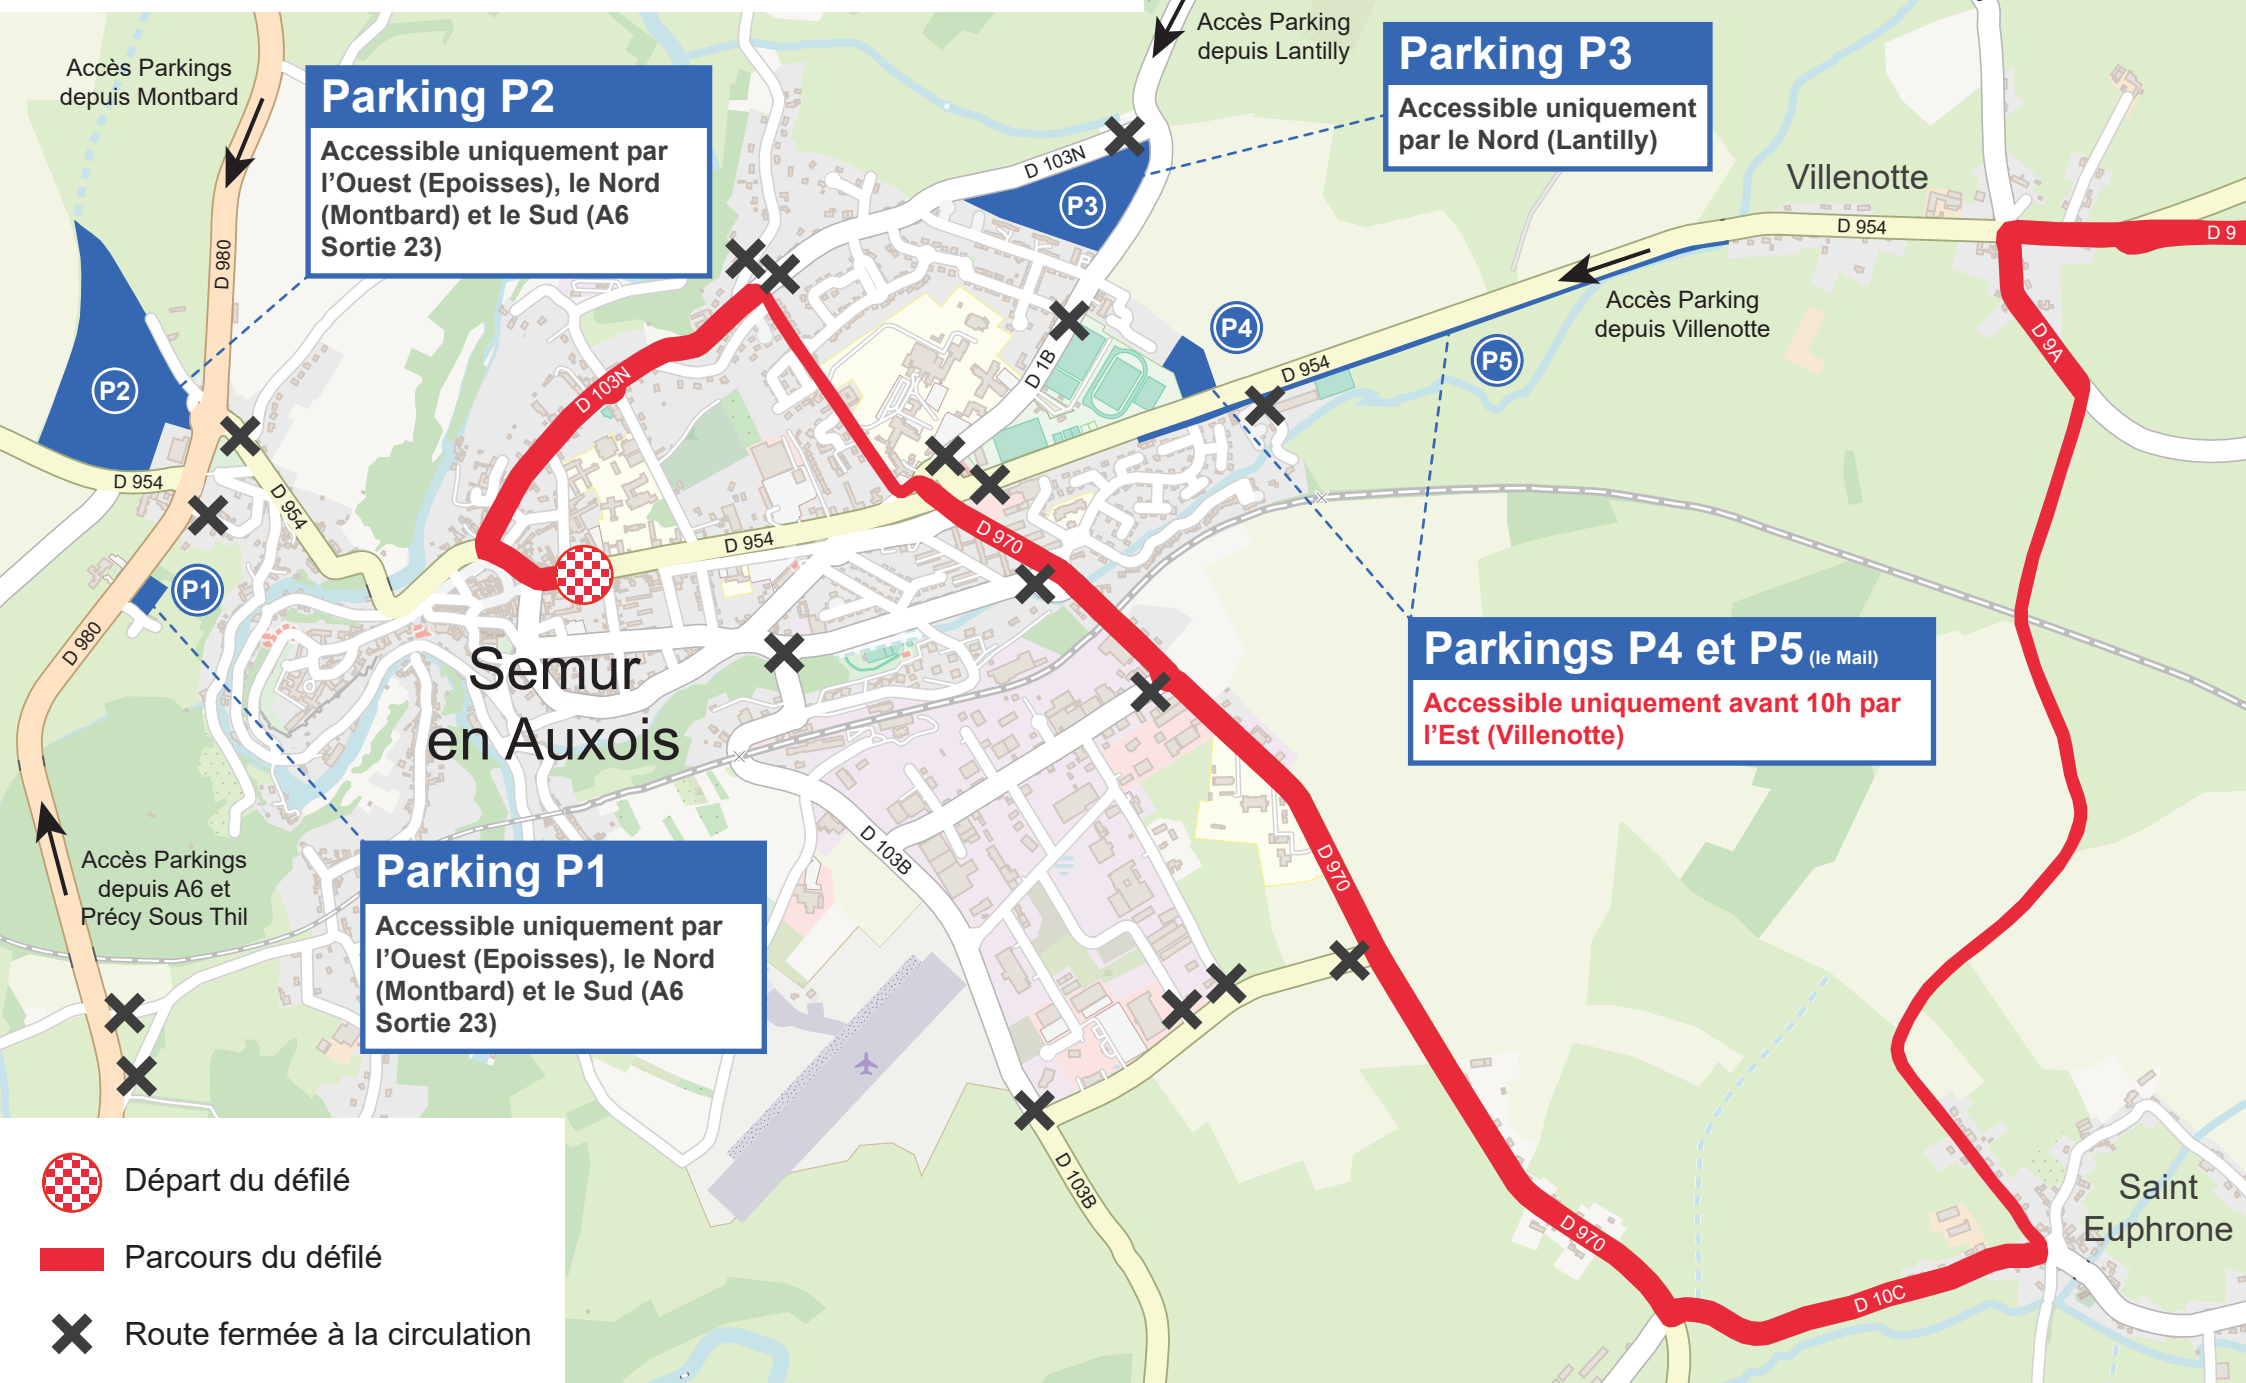 Accès Parkings
depuis Montbard
Parking P2
Accessible uniquement par
l’Ouest (Epoisses), le Nord
(Montbard) et le Sud (A6
Sortie 23)
Accès Parking
depuis Lantilly
Parking P3
Accessible uniquement
par le Nord (Lantilly)
D 103N
P3
Villenotte
D 954
D 9
D 980
Accès Parking
depuis Villenotte
P4
P5
D 9A
D 1B
D 954
P2
D 103N
D 954
D 954
D 970
D 954
P1
D 980
Semur
en Auxois
Parkings P4 et P5 (le Mail)
Accessible uniquement avant 10h par
l’Est (Villenotte)
Accès Parkings
depuis A6 et
Précy Sous Thil
Parking P1
Accessible uniquement par
l’Ouest (Epoisses), le Nord
(Montbard) et le Sud (A6
Sortie 23)
D 103B
D 970
D 103B
D 970
D 10C
Saint
Euphrone
Départ du défilé
Parcours du défilé
Route fermée à la circulation